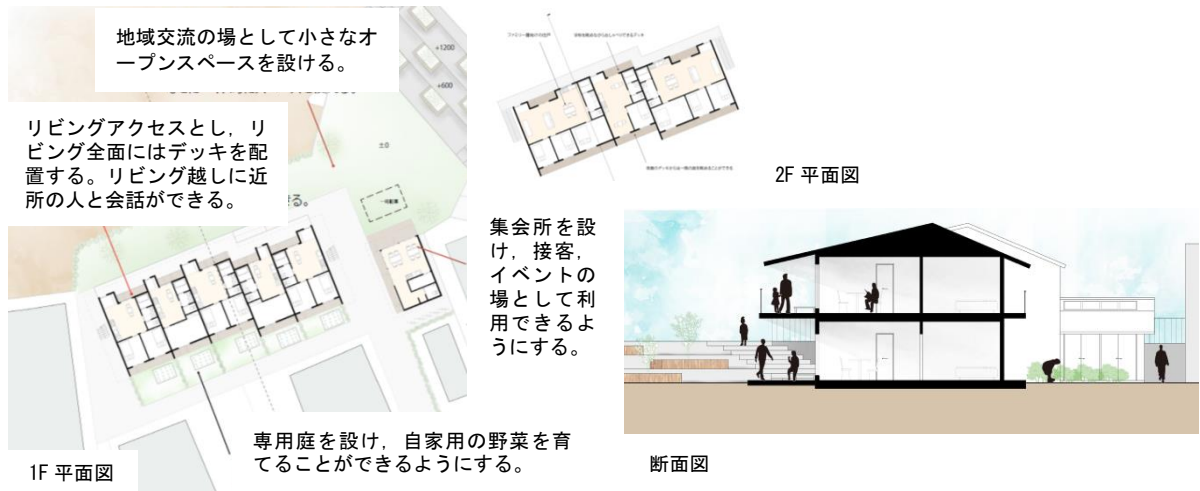 地域交流の場として小さなオ
ープンスペースを設ける。
+1200
+600
リビングアクセスとし，リ
ビング全面にはデッキを配
置する。リビング越しに近
所の人と会話ができる。
きる。
±0
集会所を設
け，接客，
イベントの
場として利
用できるよ
うにする。
専用庭を設け，自家用の野菜を育
てることができるようにする。
1F 平面図
2F 平面図
断面図